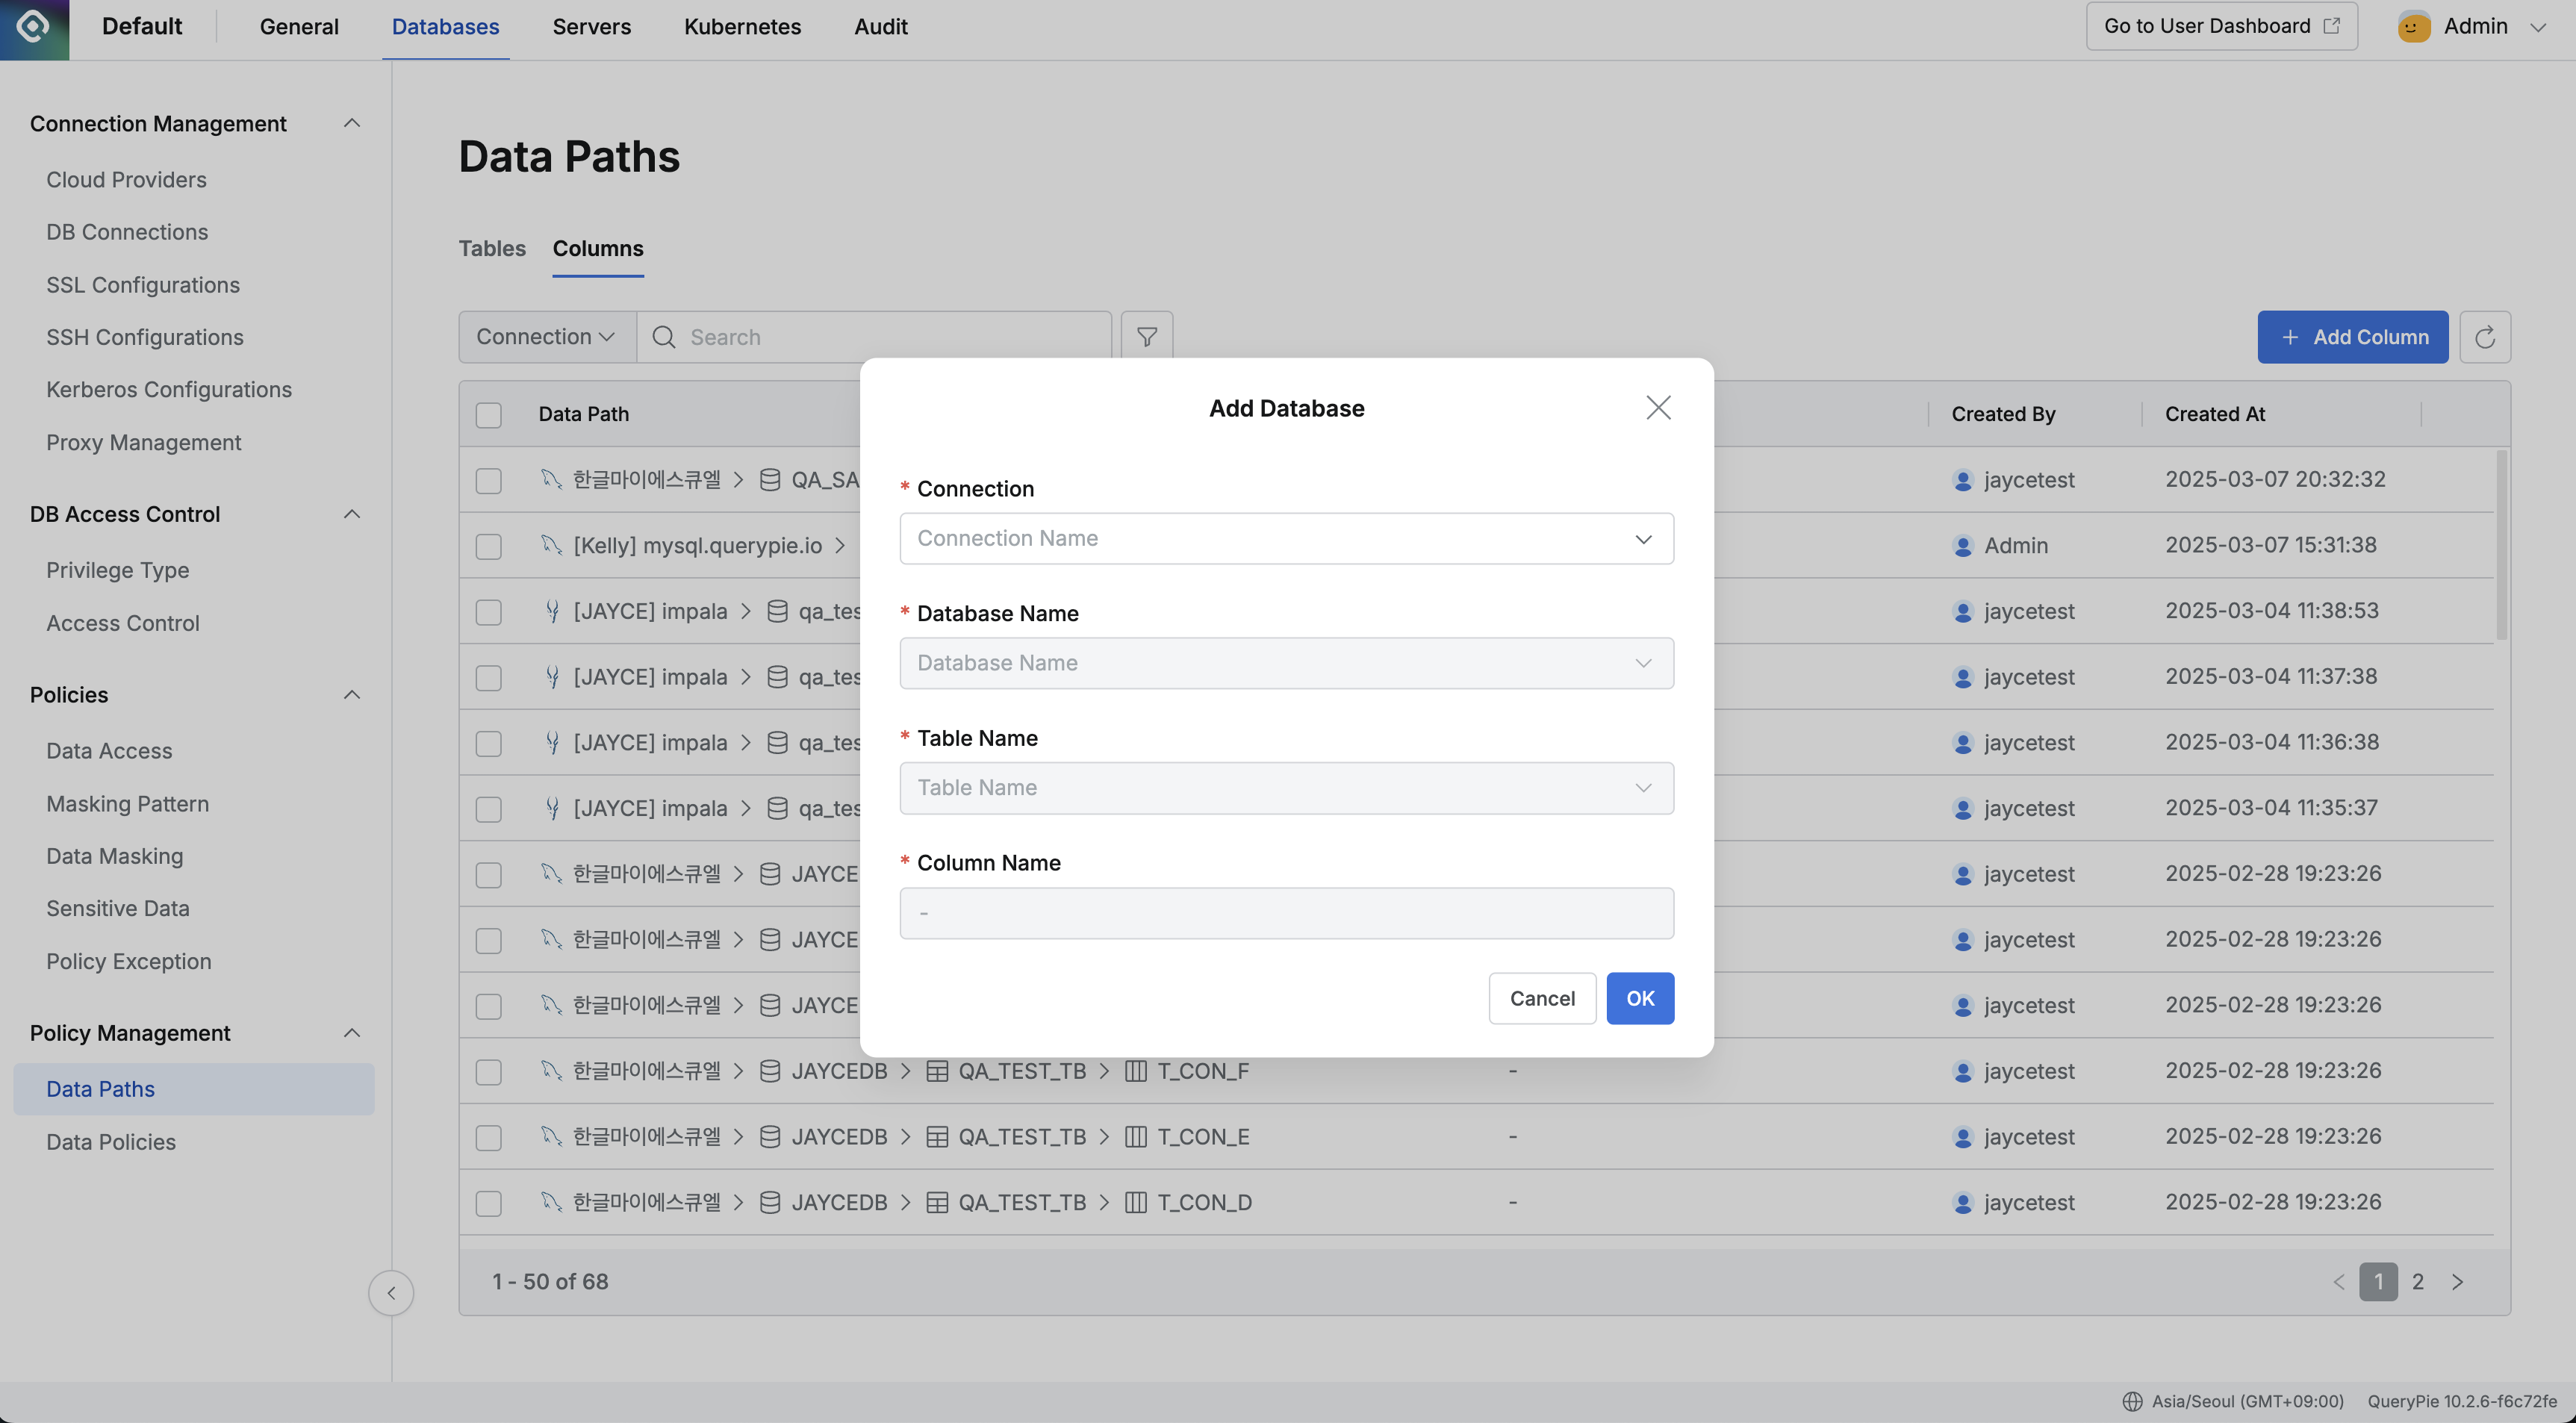 Default
General
Databases
Servers
Kubernetes
Audit
Go to User Dashboard
Admin
Connection Management
Cloud Providers
DB Connections
SSL Configurations
SSH Configurations
Kerberos Configurations
Proxy Management
DB Access Control
Privilege Type
Access Control
Policies
Data Access
Masking Pattern
Data Masking
Sensitive Data
Policy Exception
Policy Management
Data Paths
Data Policies
Data Paths
Tables
Columns
Connection
Search
+ Add Column
Data Path
Created By
Created At
한글마이에스큐엘 > QA_SA
jaycetest
2025-03-07 20:32:32
[Kelly] mysql.querypie.io >
Admin
2025-03-07 15:31:38
[JAYCE] impala > qa_tes
jaycetest
2025-03-04 11:38:53
[JAYCE] impala > qa_tes
jaycetest
2025-03-04 11:37:38
[JAYCE] impala > qa_tes
jaycetest
2025-03-04 11:36:38
[JAYCE] impala > qa_tes
jaycetest
2025-03-04 11:35:37
한글마이에스큐엘 > JAYCE
jaycetest
2025-02-28 19:23:26
한글마이에스큐엘 > JAYCE
jaycetest
2025-02-28 19:23:26
한글마이에스큐엘 > JAYCE
jaycetest
2025-02-28 19:23:26
한글마이에스큐엘 > JAYCEDB > QA_TEST_TB > T_CON_F
-
jaycetest
2025-02-28 19:23:26
한글마이에스큐엘 > JAYCEDB > QA_TEST_TB > T_CON_E
-
jaycetest
2025-02-28 19:23:26
한글마이에스큐엘 > JAYCEDB > QA_TEST_TB > T_CON_D
-
jaycetest
2025-02-28 19:23:26
1 - 50 of 68
< 1 2 >
Add Database
* Connection
Connection Name
* Database Name
Database Name
* Table Name
Table Name
* Column Name
-
Cancel
OK
Asia/Seoul (GMT+09:00)
QueryPie 10.2.6-f6c72fe